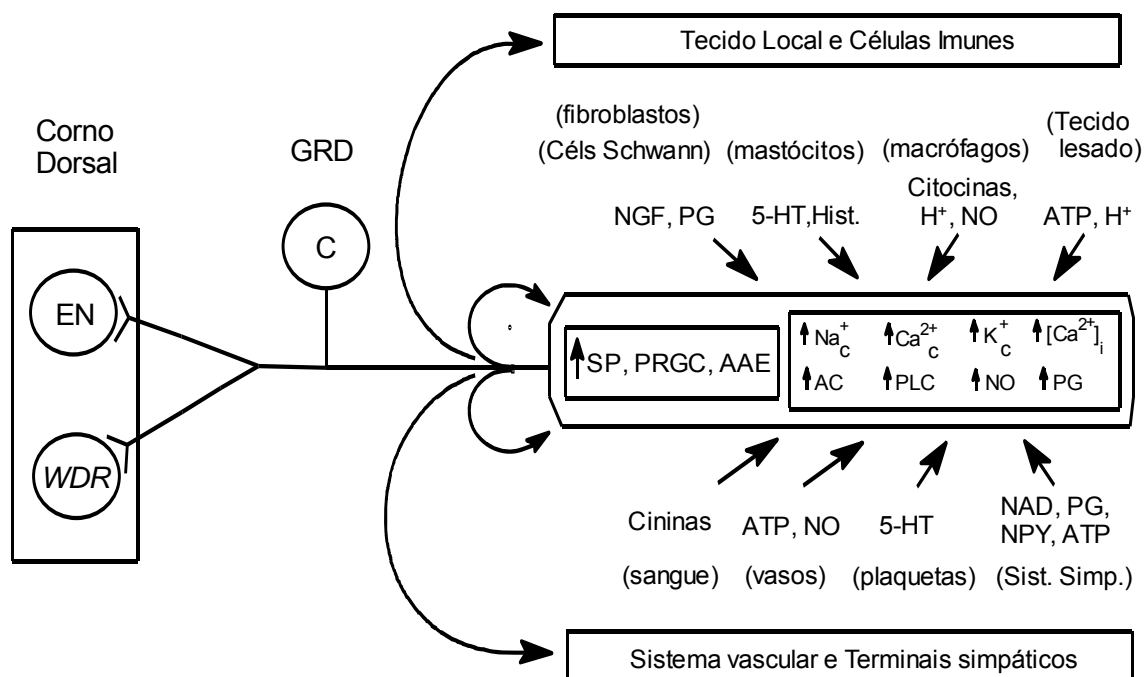 Tecido Local e Células Imunes
Corno
Dorsal
GRD
C
EN
WDR
(fibroblastos)
(Céls Schwann)
(mastócitos)
(macrófagos)
(Tecido
lesado)
NGF, PG
5-HT,Hist.
Citocinas,
H⁺, NO
ATP, H⁺
SP, PRGC, AAE
Na⁺c
Ca²⁺c
K⁺c
[Ca²⁺]i
AC
PLC
NO
PG
Cininas
(sangue)
ATP, NO
(vasos)
5-HT
(plaquetas)
NAD, PG,
NPY, ATP
(Sist. Simp.)
Sistema vascular e Terminais simpáticos